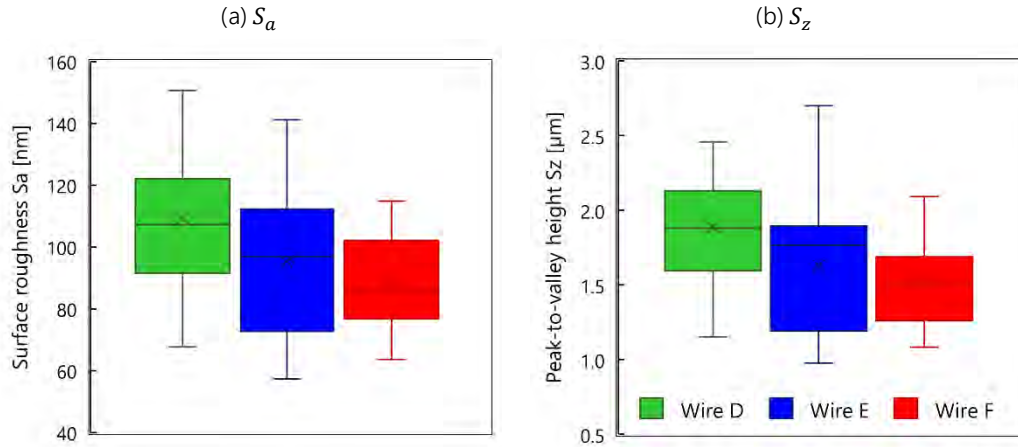 (a) Sₐ
(b) S_z
Surface roughness Sa [nm]
160
140
120
100
80
60
40
Peak-to-valley height Sz [µm]
3.0
2.5
2.0
1.5
1.0
0.5
Wire D
Wire E
Wire F